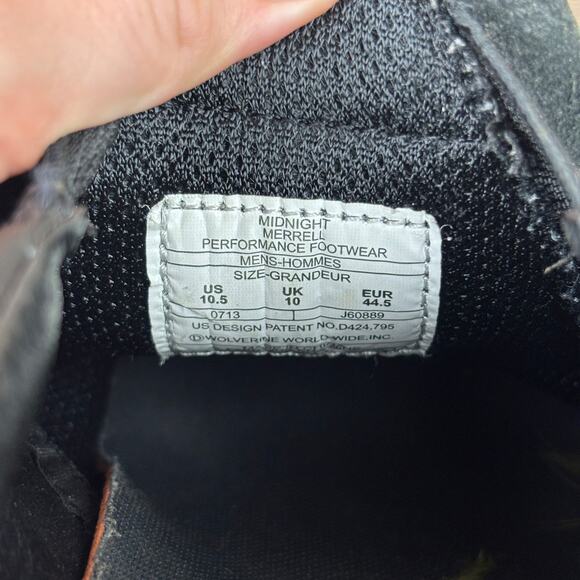 MIDNIGHT
MERRELL
PERFORMANCE FOOTWEAR
MENS-HOMMES
SIZE-GRANDEUR
US UK EUR
10.5 10 44.5
0713 1 J60889
US DESIGN PATENT NO.D424,795
©WOLVERINE WORLD WIDE,INC.